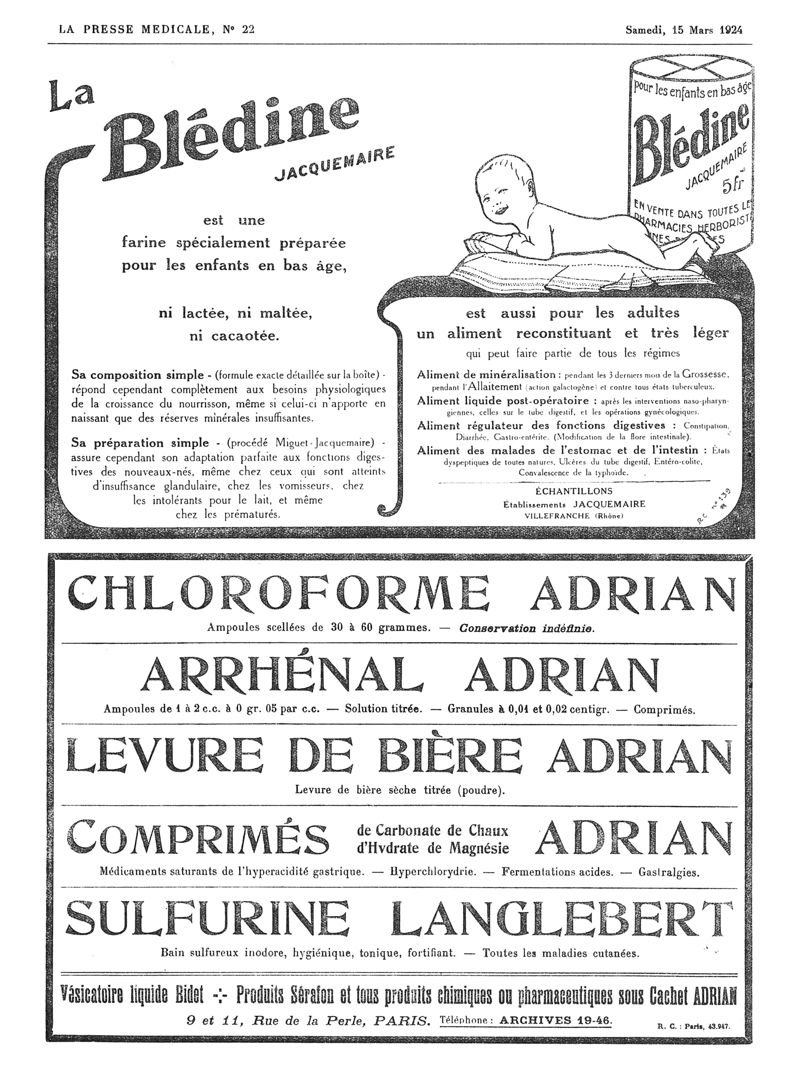 LA PRESSE MEDICALE, Nº 22
Samedi, 15 Mars 1924
La
Blédine
JACQUEMAIRE
est une
farine spécialement préparée
pour les enfants en bas âge,
ni lactée, ni maltée,
ni cacaotée.
Sa composition simple - (formule exacte détaillée sur la boîte) -
répond cependant complètement aux besoins physiologiques
de la croissance du nourrisson, même si celui-ci n'apporte en
naissant que des réserves minérales insuffisantes.
Sa préparation simple - (procédé Miguet-Jacquemaire) -
assure cependant son adaptation parfaite aux fonctions diges-
tives des nouveaux-nés, même chez ceux qui sont atteints
d'insuffisance glandulaire, chez les vomisseurs, chez
les intolérants pour le lait, et même
chez les prématurés.
pour les enfants en bas âge
Blédine
JACQUEMAIRE
5fr
EN VENTE DANS TOUTES LE
PHARMACIES HERBORIST
est aussi pour les adultes
un aliment reconstituant et très léger
qui peut faire partie de tous les régimes
Aliment de minéralisation : pendant les 3 derniers mois de la Grossesse,
pendant l'Allaitement (action galactogène) et contre tous états tuberculeux.
Aliment liquide post-opératoire : après les interventions naso-pharyn-
giennes, celles sur le tube digestif, et les opérations gynécologiques.
Aliment régulateur des fonctions digestives : Constipation,
Diarrhée, Gastro-entérite, (Modification de la flore intestinale).
Aliment des malades de l'estomac et de l'intestin : États
dyspeptiques de toutes natures, Ulcères du tube digestif, Entéro-colite,
Convalescence de la typhoïde.
ÉCHANTILLONS
Établissements JACQUEMAIRE
VILLEFRANCHE (Rhône)
R.C. nº 139
CHLOROFORME ADRIAN
Ampoules scellées de 30 à 60 grammes. — Conservation indéfinie.
ARRHÉNAL ADRIAN
Ampoules de 1 à 2 c.c. à 0 gr. 05 par c.c. — Solution titrée. — Granules à 0,01 et 0,02 centigr. — Comprimés.
LEVURE DE BIÈRE ADRIAN
Levure de bière sèche titrée (poudre).
COMPRIMÉS de Carbonate de Chaux d'Hydrate de Magnésie ADRIAN
Médicaments saturants de l'hyperacidité gastrique. — Hyperchlorydrie. — Fermentations acides. — Gastralgies.
SULFURINE LANGLEBERT
Bain sulfureux inodore, hygiénique, tonique, fortifiant. — Toutes les maladies cutanées.
Vésicatoire liquide Bidet -:- Produits Sérafon et tous produits chimiques ou pharmaceutiques sous Cachet ADRIAN
9 et 11, Rue de la Perle, PARIS. Téléphone : ARCHIVES 19-46.
R. C. : Paris, 43.947.